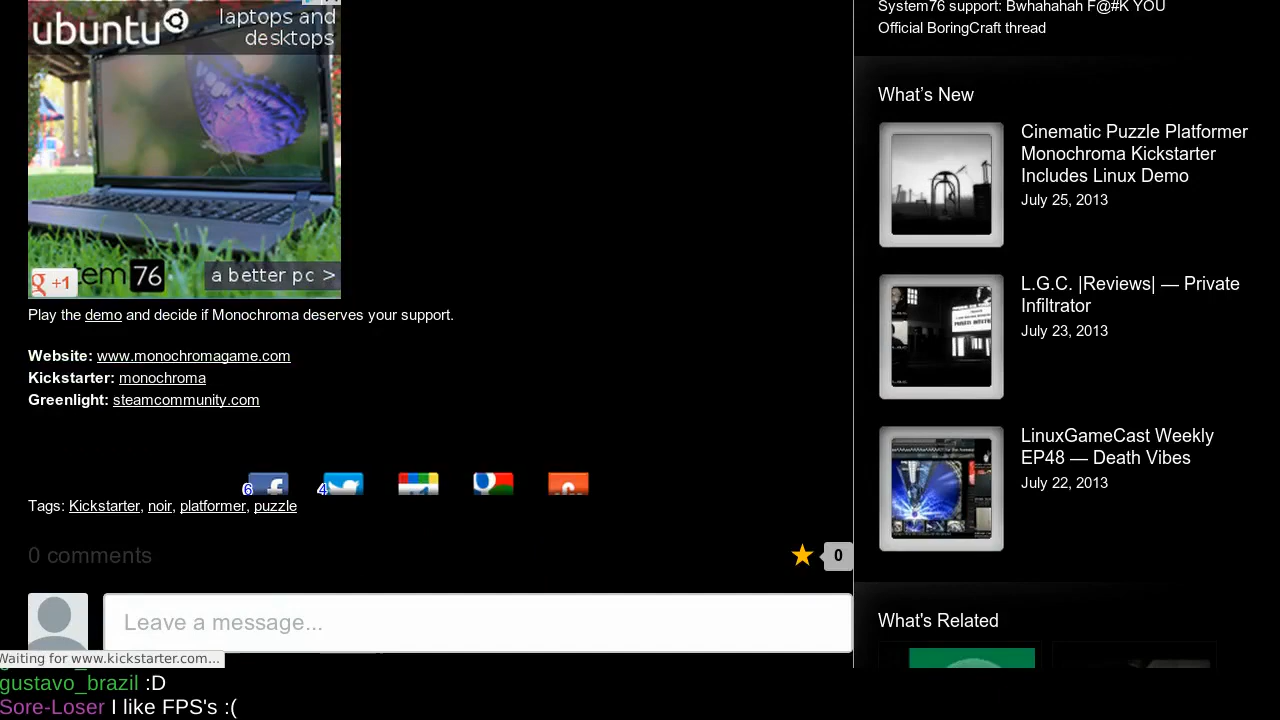 ubuntu
laptops and
desktops
tem76
a better pc >
g +1
Play the demo and decide if Monochroma deserves your support.
Website: www.monochromagame.com
Kickstarter: monochroma
Greenlight: steamcommunity.com
6
4
Tags: Kickstarter, noir, platformer, puzzle
0 comments
0
Leave a message...
System76 support: Bwhahahah F@#K YOU
Official BoringCraft thread
What's New
Cinematic Puzzle Platformer
Monochroma Kickstarter
Includes Linux Demo
July 25, 2013
L.G.C. |Reviews| — Private
Infiltrator
July 23, 2013
LinuxGameCast Weekly
EP48 — Death Vibes
July 22, 2013
What's Related
Waiting for www.kickstarter.com...
gustavo_brazil :D
Sore-Loser I like FPS's :(